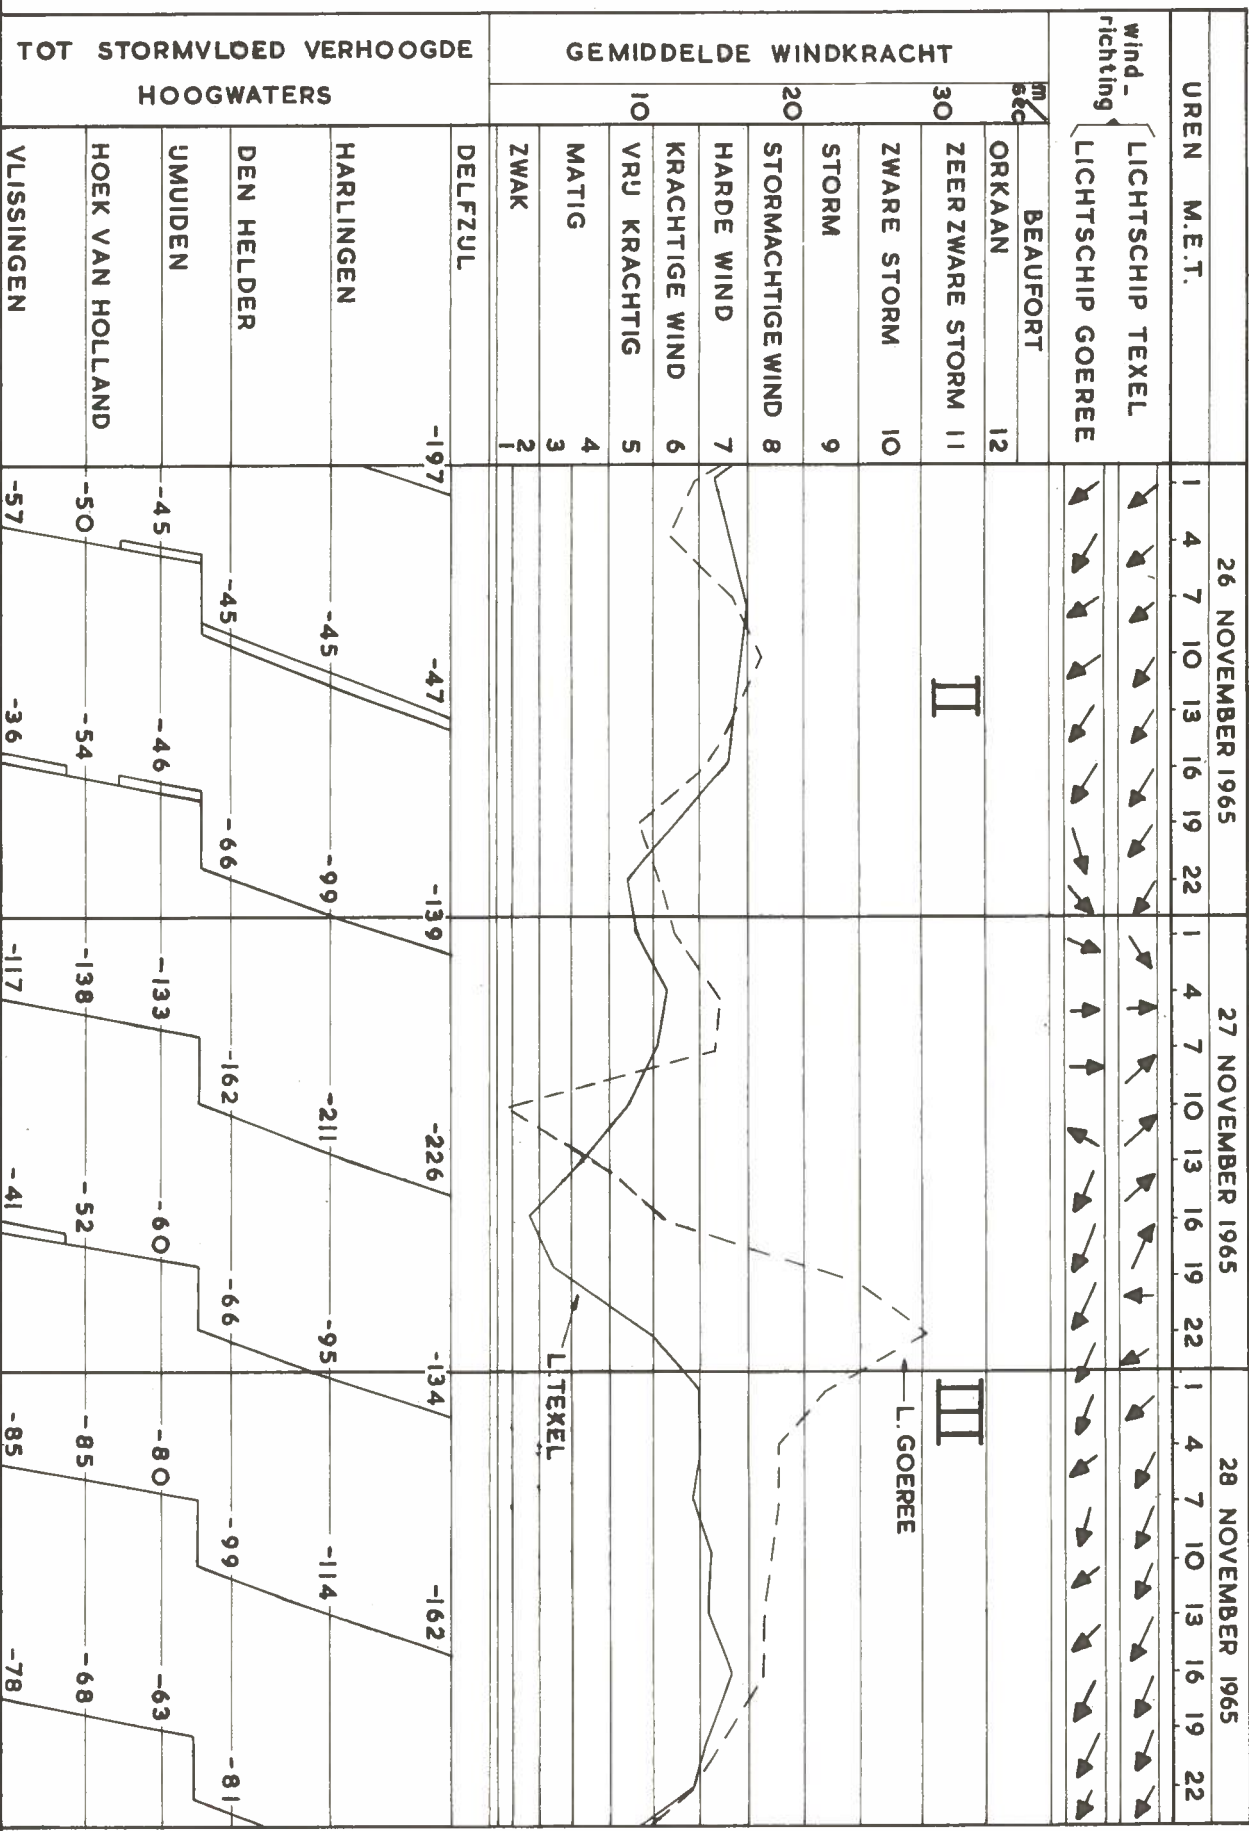 26 NOVEMBER 1965
27 NOVEMBER 1965
28 NOVEMBER 1965
UREN M.E.T.
1 4 7 10 13 16 19 22
1 4 7 10 13 16 19 22
1 4 7 10 13 16 19 22
wind-
richting
LICHTSCHIP TEXEL
LICHTSCHIP GOEREE
GEMIDDELDE WINDKRACHT
m/
sec
30
20
10
BEAUFORT
ORKAAN 12
ZEER ZWARE STORM 11
ZWARE STORM 10
STORM 9
STORMACHTIGE WIND 8
HARDE WIND 7
KRACHTIGE WIND 6
VRIJ KRACHTIG 5
MATIG 4
3
ZWAK 2
1
II
III
L. GOEREE
L. TEXEL
TOT STORMVLOED VERHOOGDE
HOOGWATERS
DELFZIJL -197 -47 -139 -226 -134 -162
HARLINGEN -45 -99 -211 -95 -114
DEN HELDER -45 -66 -162 -66 -99 -81
IJMUIDEN -45 -46 -133 -60 -80 -63
HOEK VAN HOLLAND -50 -54 -138 -52 -85 -68
VLISSINGEN -57 -36 -117 -41 -85 -78